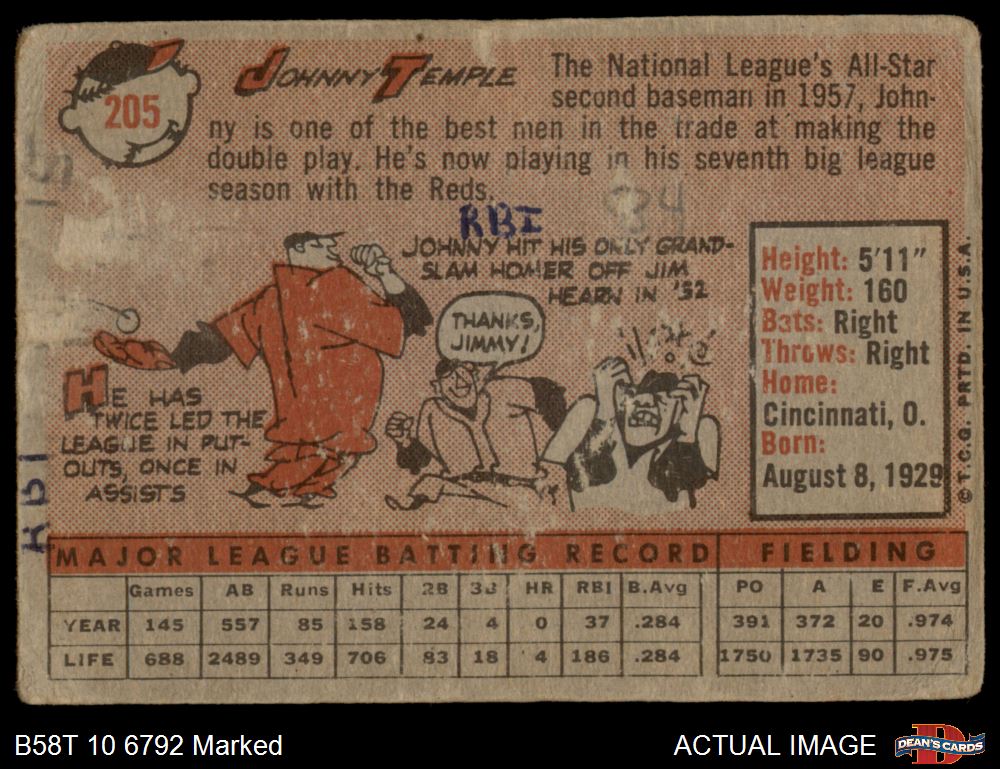 205
JOHNNY TEMPLE
The National League's All-Star
second baseman in 1957, John-
ny is one of the best men in the trade at making the
double play. He's now playing in his seventh big league
season with the Reds.
RBI
34
JOHNNY HIT HIS ONLY GRAND-
SLAM HOMER OFF JIM
HEARN IN '52
THANKS,
JIMMY!
HE HAS
TWICE LED THE
LEAGUE IN PUT-
OUTS, ONCE IN
ASSISTS
RBI
Height: 5'11"
Weight: 160
Bats: Right
Throws: Right
Home:
Cincinnati, O.
Born:
August 8, 1929
© T.C.G. PRTD. IN U.S.A.
MAJOR LEAGUE BATTING RECORD FIELDING
Games AB Runs Hits 2B 3B HR RBI B.Avg PO A E F.Avg
YEAR 145 557 85 158 24 4 0 37 .284 391 372 20 .974
LIFE 688 2489 349 706 83 18 4 186 .284 1750 1735 90 .975
B58T 10 6792 Marked
ACTUAL IMAGE
DEAN'S CARDS